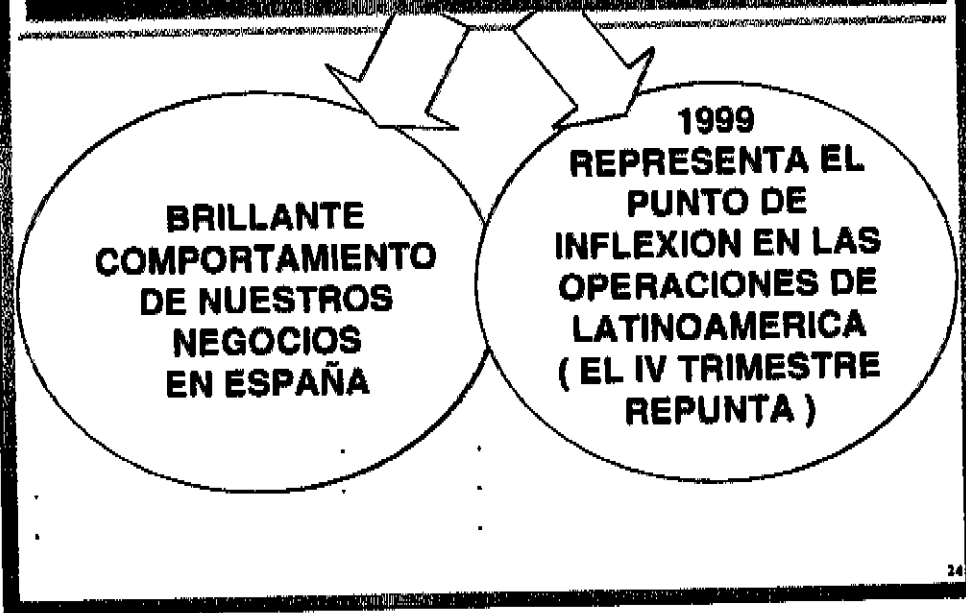 BRILLANTE
COMPORTAMIENTO
DE NUESTROS
NEGOCIOS
EN ESPAÑA
1999
REPRESENTA EL
PUNTO DE
INFLEXION EN LAS
OPERACIONES DE
LATINOAMERICA
( EL IV TRIMESTRE
REPUNTA )
24